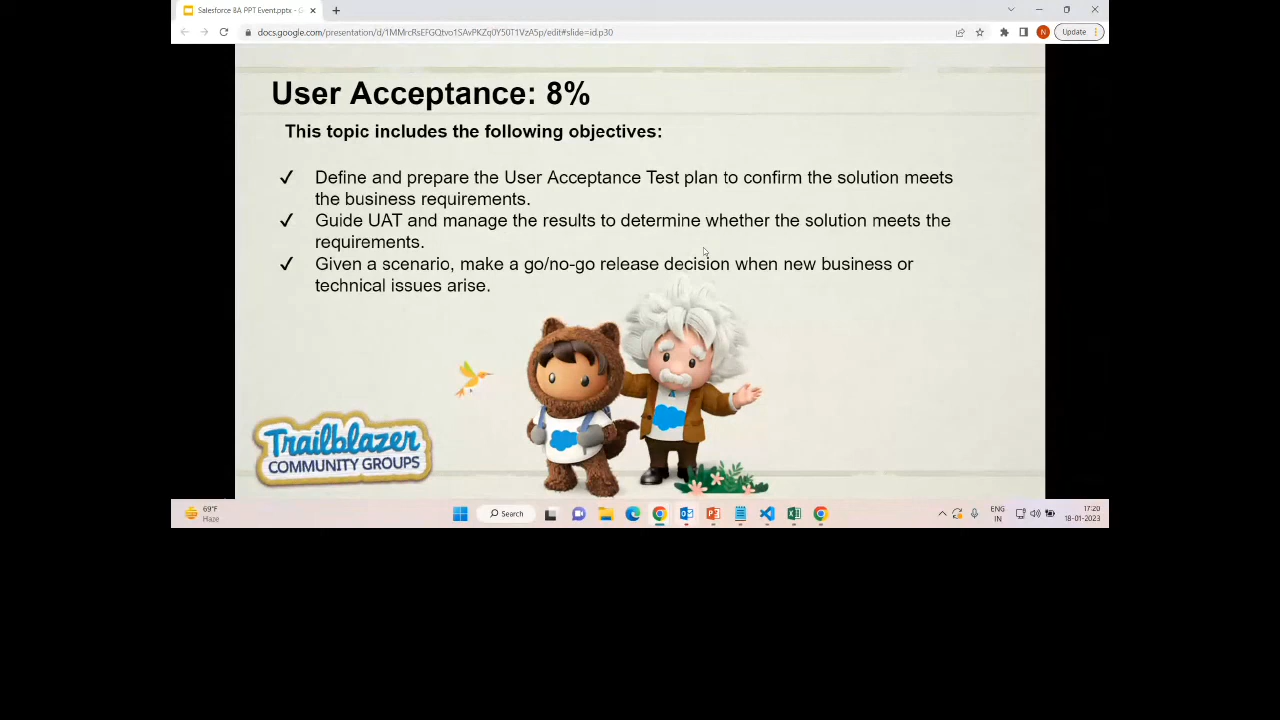 Salesforce BA PPT Event.pptx - G
docs.google.com/presentation/d/1MMrcRsEFGQtvo1SAvPKZq0Y50T1VzA5p/edit#slide=id.p30
N
Update
User Acceptance: 8%
This topic includes the following objectives:
✓ Define and prepare the User Acceptance Test plan to confirm the solution meets
the business requirements.
✓ Guide UAT and manage the results to determine whether the solution meets the
requirements.
✓ Given a scenario, make a go/no-go release decision when new business or
technical issues arise.
Trailblazer
COMMUNITY GROUPS
69°F
Haze
Search
ENG
IN
17:20
18-01-2023